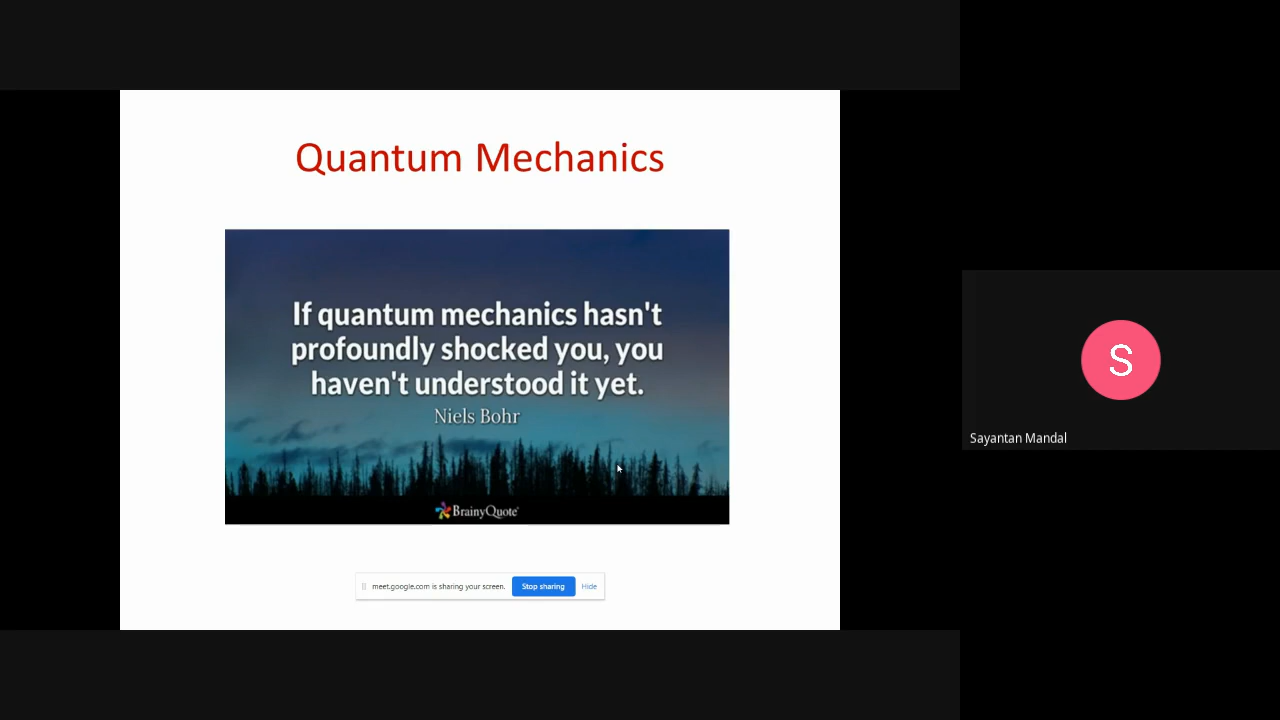 Quantum Mechanics
If quantum mechanics hasn't
profoundly shocked you, you
haven't understood it yet.
Niels Bohr
BrainyQuote
meet.google.com is sharing your screen. Stop sharing Hide
S
Sayantan Mandal